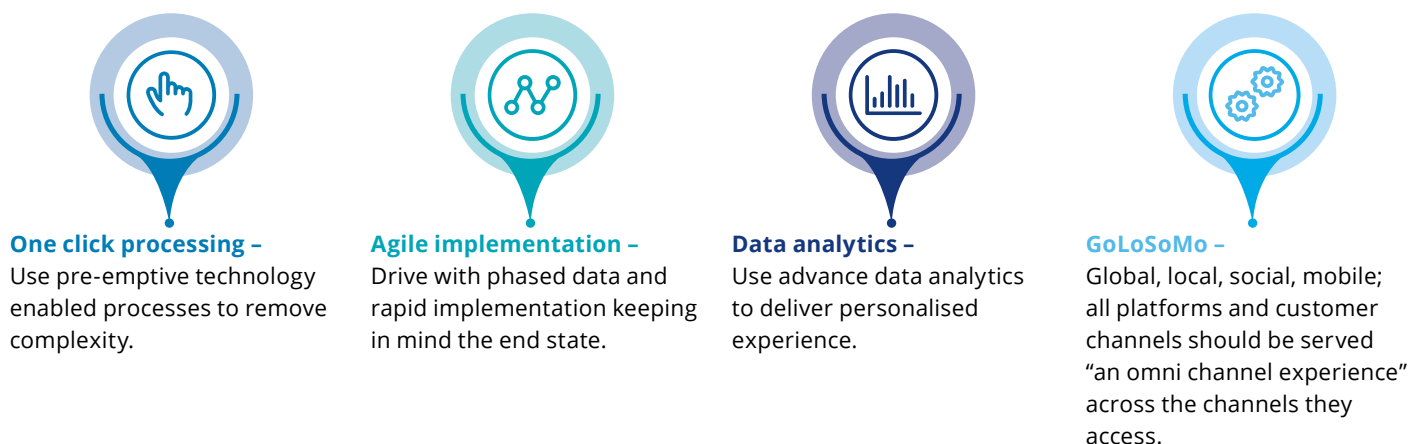 One click processing –
Use pre-emptive technology
enabled processes to remove
complexity.
Agile implementation –
Drive with phased data and
rapid implementation keeping
in mind the end state.
Data analytics –
Use advance data analytics
to deliver personalised
experience.
GoLoSoMo –
Global, local, social, mobile;
all platforms and customer
channels should be served
“an omni channel experience”
across the channels they
access.